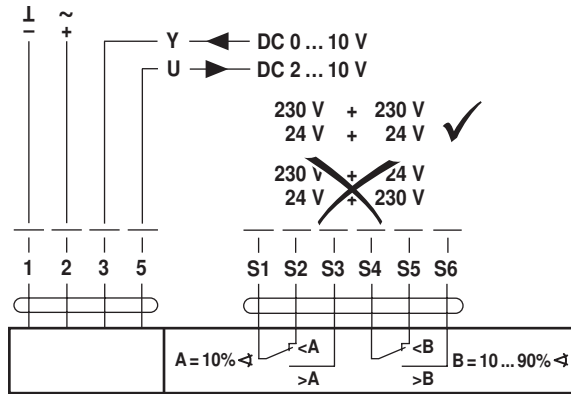 ⊥ ~
– +
Y DC 0 ... 10 V
U DC 2 ... 10 V
230 V + 230 V
24 V + 24 V
230 V + 24 V
24 V + 230 V
1 2 3 5 S1 S2 S3 S4 S5 S6
A = 10% ∢ <A >A <B >B B = 10 ... 90% ∢